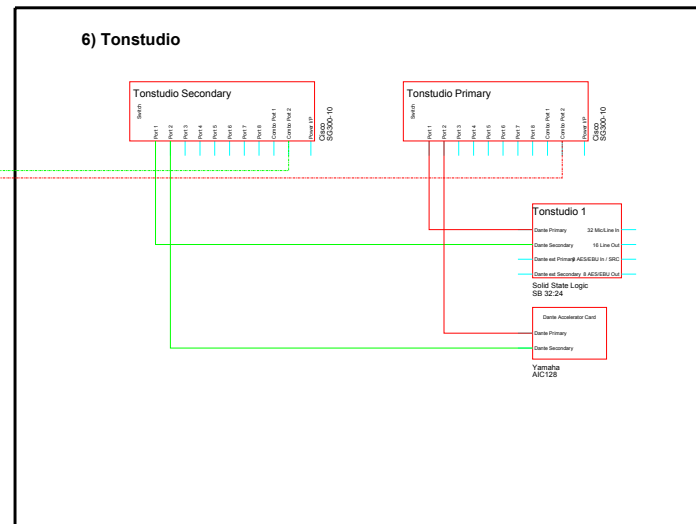 6) Tonstudio
Tonstudio Secondary
Switch
Port 1
Port 2
Port 3
Port 4
Port 5
Port 6
Port 7
Port 8
Combo Port 1
Combo Port 2
Power I/P
Cisco
SG300-10
Tonstudio Primary
Switch
Port 1
Port 2
Port 3
Port 4
Port 5
Port 6
Port 7
Port 8
Combo Port 1
Combo Port 2
Power I/P
Cisco
SG300-10
Tonstudio 1
Dante Primary 32 Mic/Line In
Dante Secondary 16 Line Out
Dante ext Primary 8 AES/EBU In / SRC
Dante ext Secondary 8 AES/EBU Out
Solid State Logic
SB 32:24
Dante Accelerator Card
Dante Primary
Dante Secondary
Yamaha
AIC128